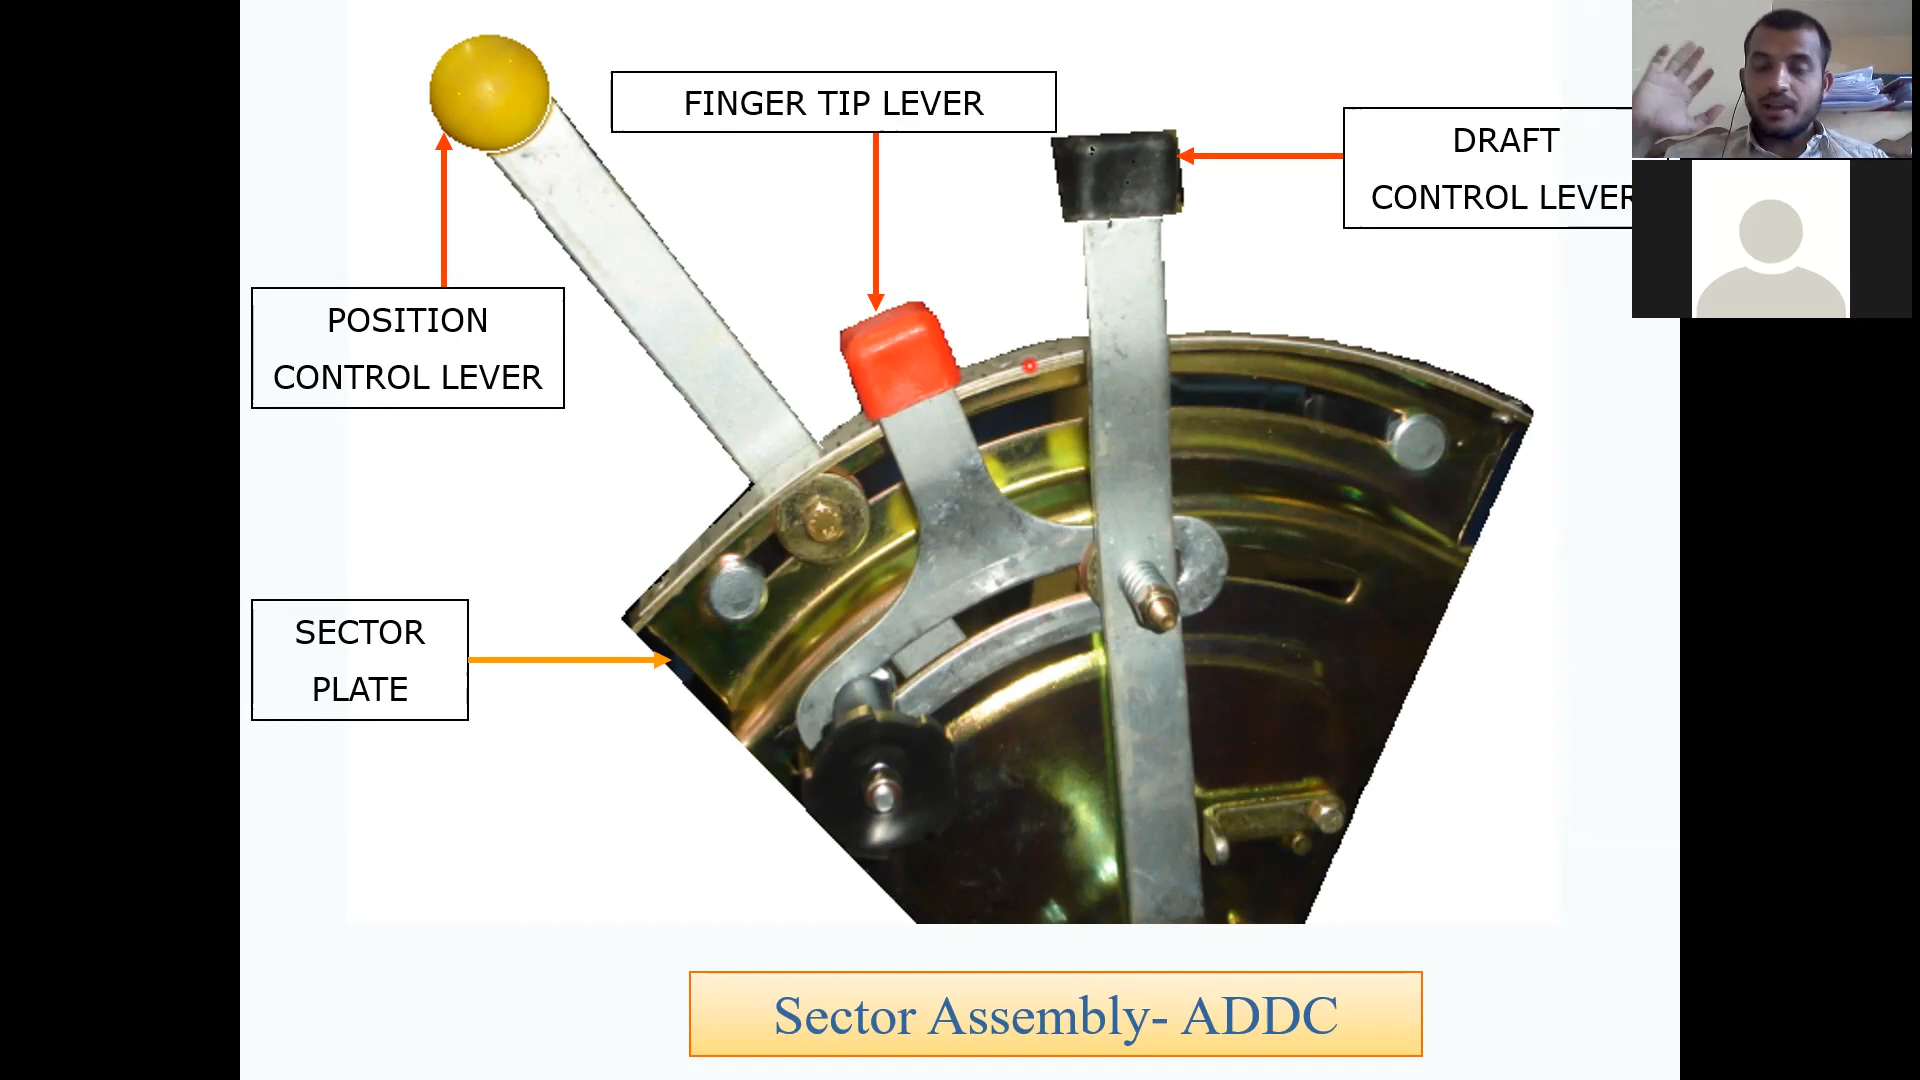 FINGER TIP LEVER
DRAFT
CONTROL LEVER
POSITION
CONTROL LEVER
SECTOR
PLATE
Sector Assembly- ADDC